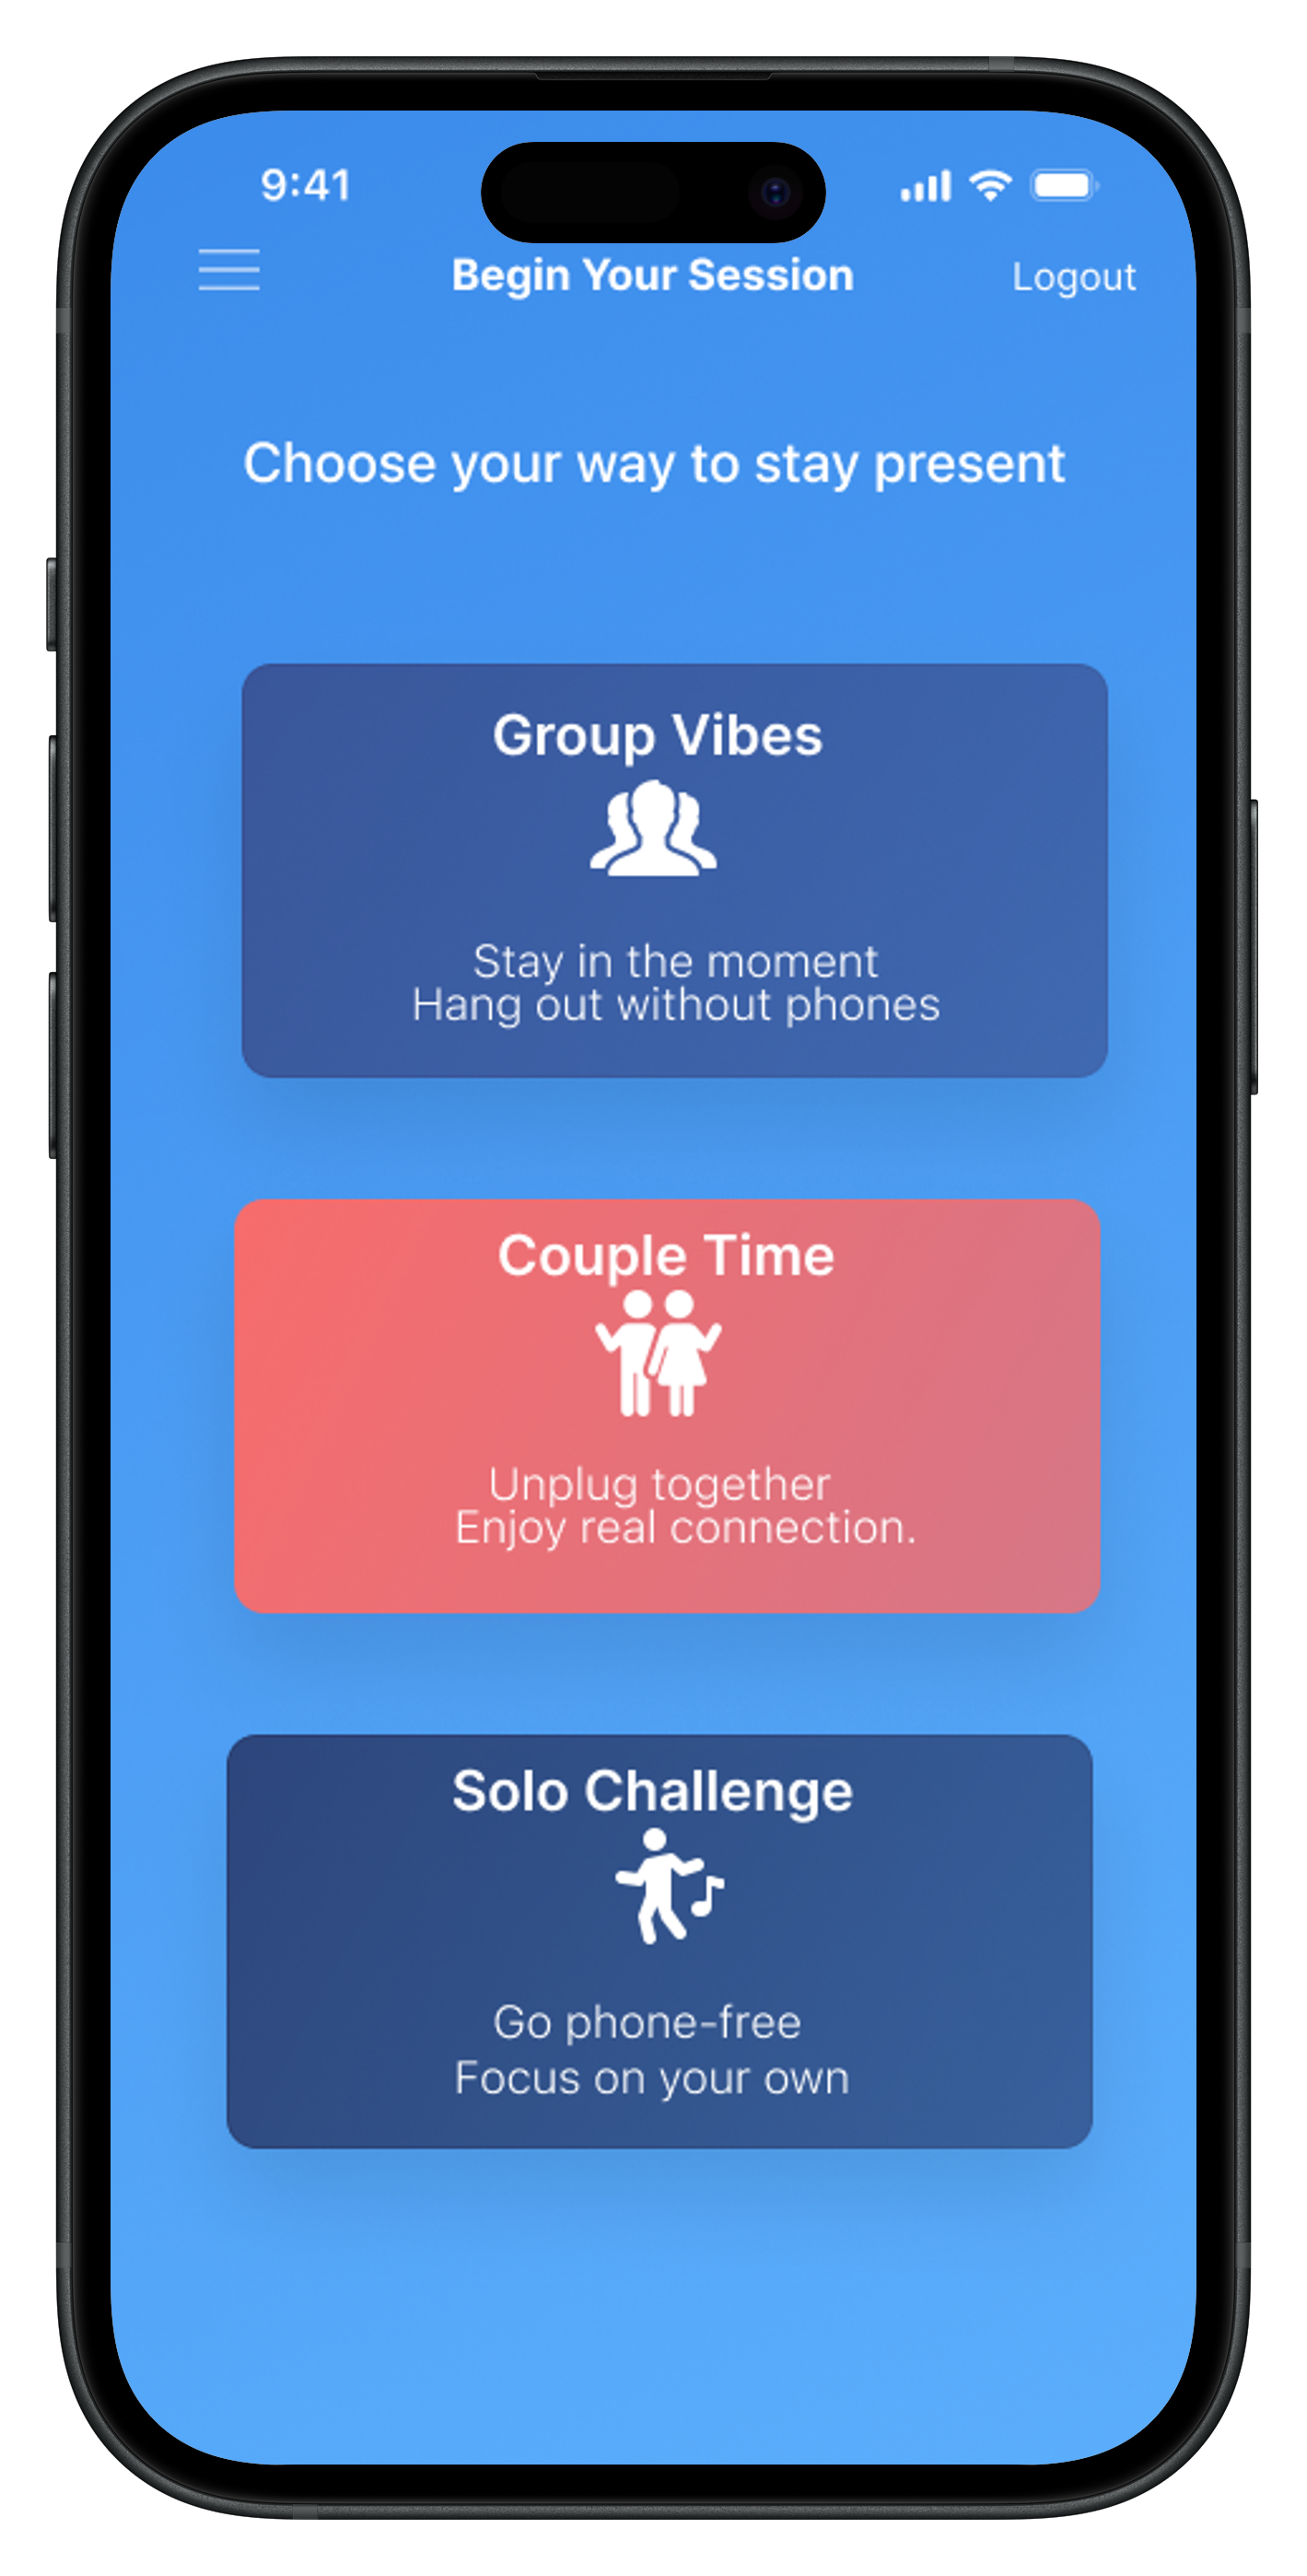 9:41
Begin Your Session
Logout
Choose your way to stay present
Group Vibes
Stay in the moment
Hang out without phones
Couple Time
Unplug together
Enjoy real connection.
Solo Challenge
Go phone-free
Focus on your own